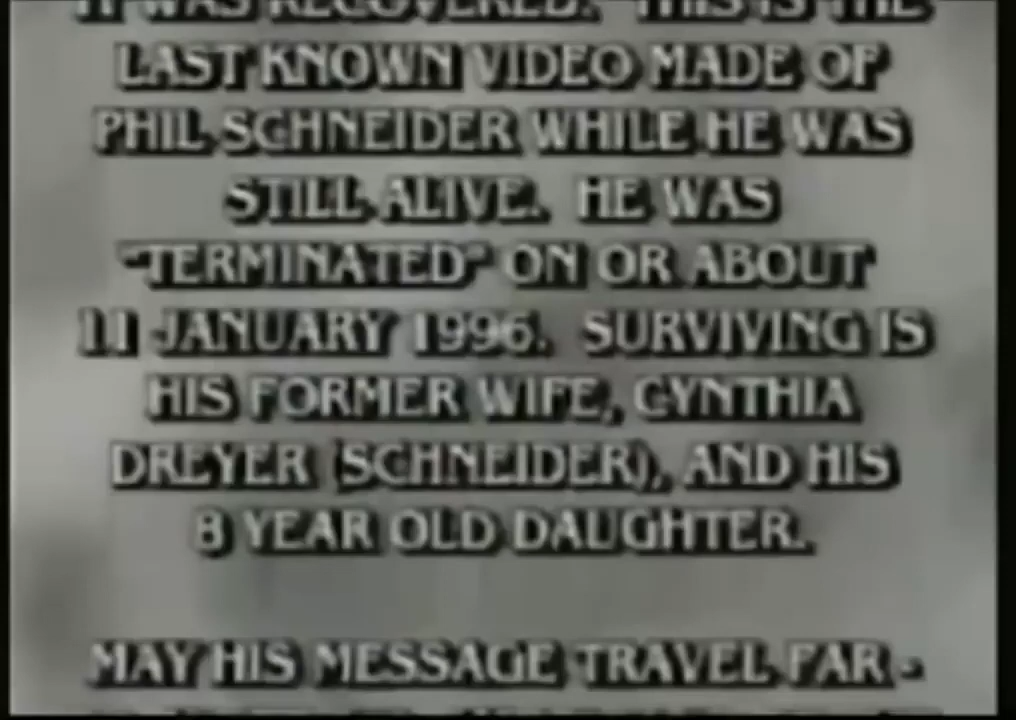 IT WAS RECOVERED. THIS IS THE
LAST KNOWN VIDEO MADE OF
PHIL SCHNEIDER WHILE HE WAS
STILL ALIVE. HE WAS
"TERMINATED" ON OR ABOUT
11 JANUARY 1996. SURVIVING IS
HIS FORMER WIFE, CYNTHIA
DREYER (SCHNEIDER), AND HIS
8 YEAR OLD DAUGHTER.
MAY HIS MESSAGE TRAVEL FAR -